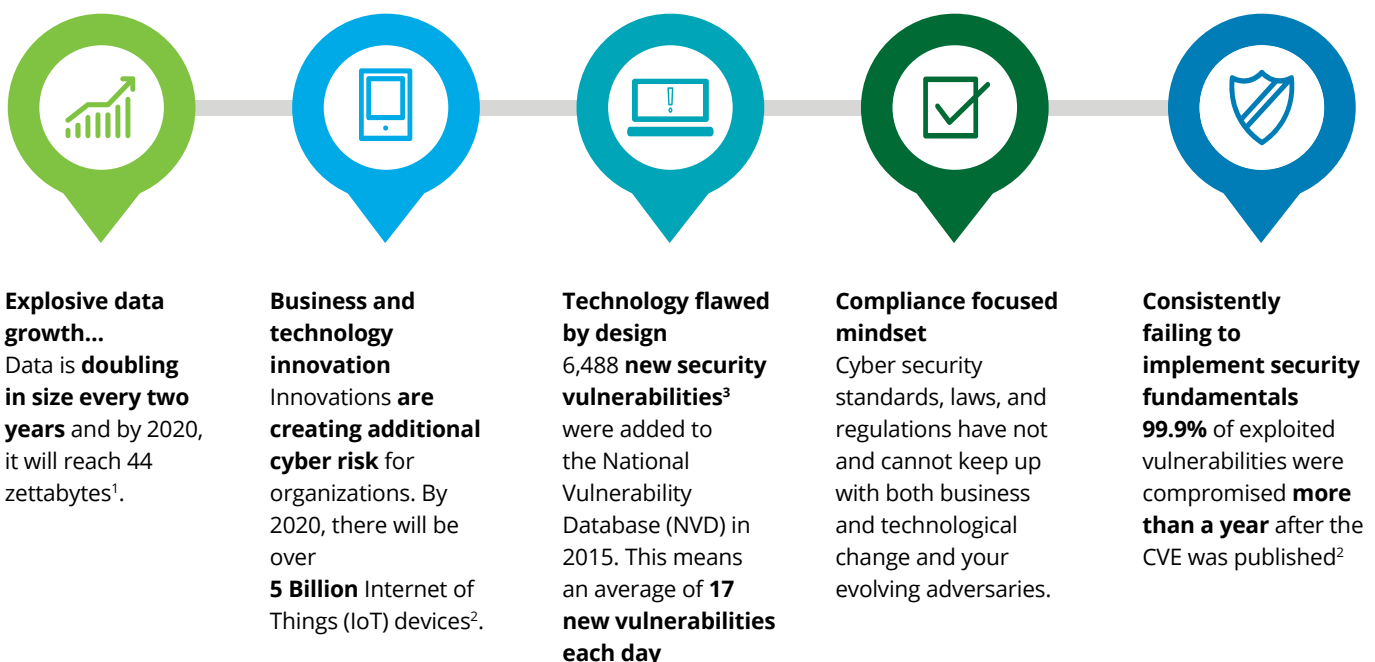 Explosive data
growth...
Data is doubling
in size every two
years and by 2020,
it will reach 44
zettabytes¹.
Business and
technology
innovation
Innovations are
creating additional
cyber risk for
organizations. By
2020, there will be
over
5 Billion Internet of
Things (IoT) devices².
Technology flawed
by design
6,488 new security
vulnerabilities³
were added to
the National
Vulnerability
Database (NVD) in
2015. This means
an average of 17
new vulnerabilities
each day
Compliance focused
mindset
Cyber security
standards, laws, and
regulations have not
and cannot keep up
with both business
and technological
change and your
evolving adversaries.
Consistently
failing to
implement security
fundamentals
99.9% of exploited
vulnerabilities were
compromised more
than a year after the
CVE was published²